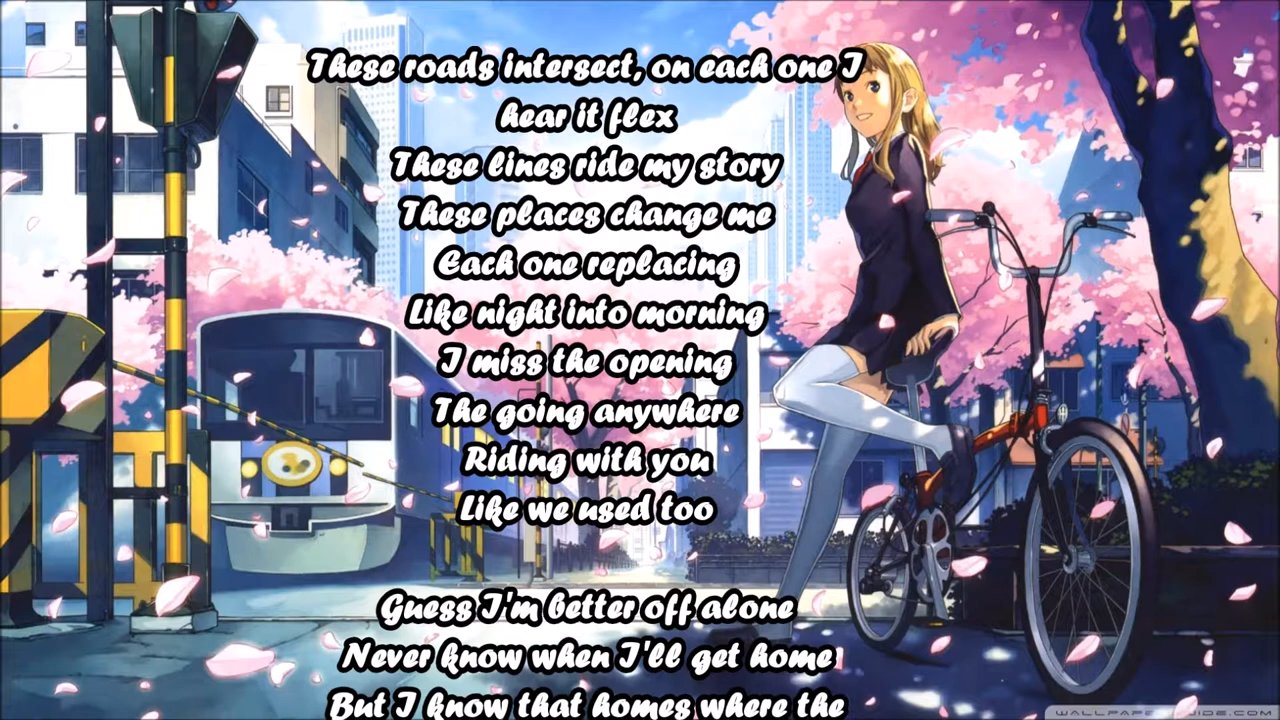 These roads intersect, on each one I
hear it flex
These lines ride my story
These places change me
Each one replacing
Like night into morning
I miss the opening
The going anywhere
Riding with you
Like we used too
Guess I'm better off alone
Never know when I'll get home
But I know that homes where the